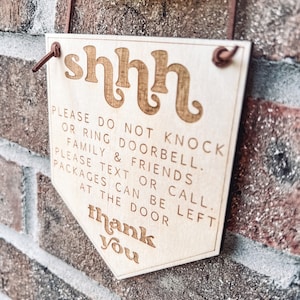 shhh
PLEASE DO NOT KNOCK
OR RING DOORBELL.
FAMILY & FRIENDS
PLEASE TEXT OR CALL.
PACKAGES CAN BE LEFT
AT THE DOOR
thank
you